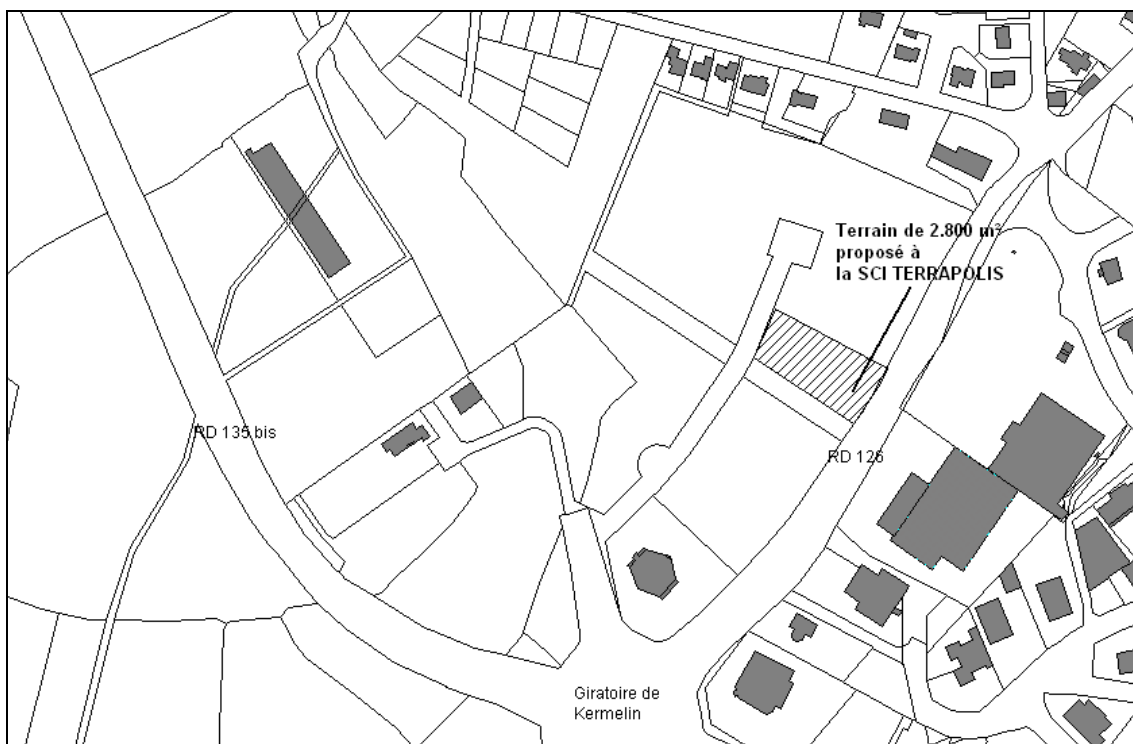 Terrain de 2.800 m²
proposé à
la SCI TERRAPOLIS
RD 135 bis
RD 126
Giratoire de
Kermelin